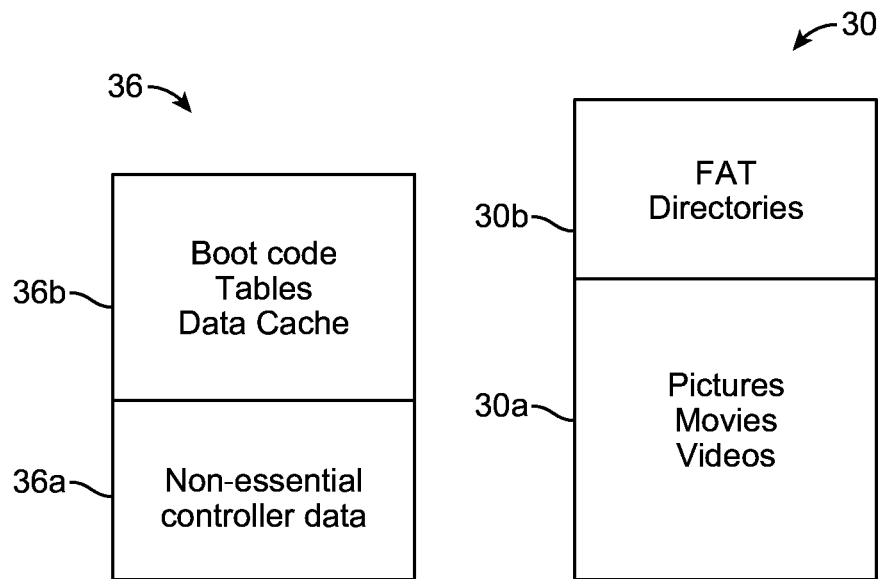 36
36b
Boot code
Tables
Data Cache
36a
Non-essential
controller data
30
30b
FAT
Directories
30a
Pictures
Movies
Videos